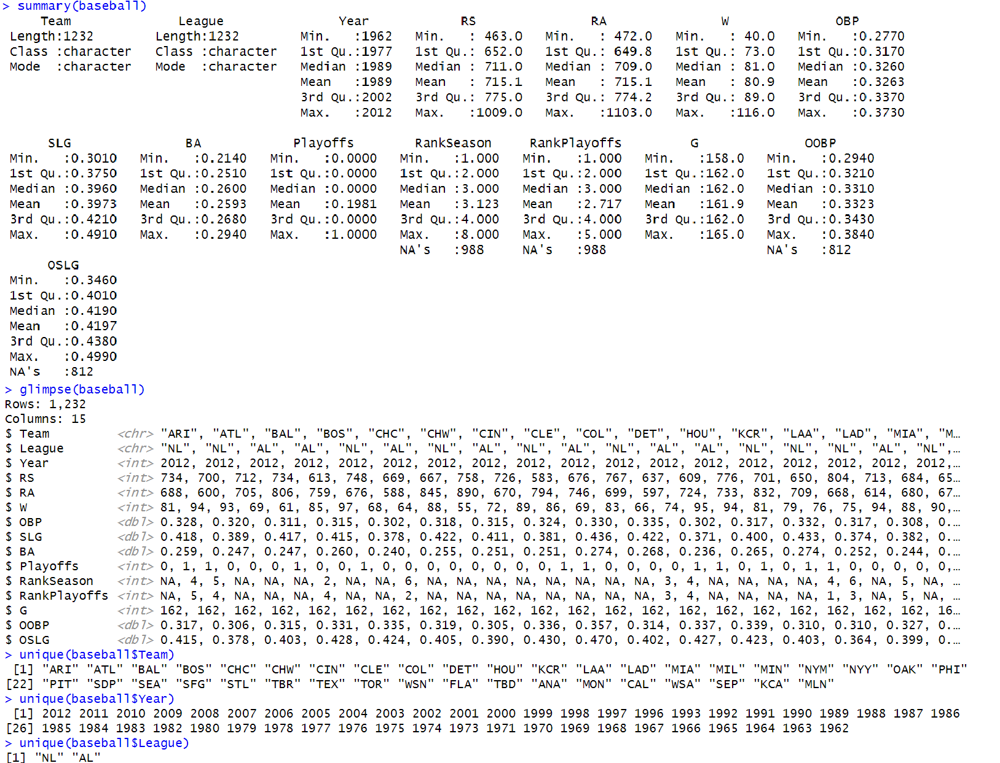 > summary(baseball)
     Team              League               Year            RS               RA               W              OBP
 Length:1232        Length:1232        Min.   :1962   Min.   : 463.0   Min.   : 472.0   Min.   : 40.0   Min.   :0.2770
 Class :character   Class :character   1st Qu.:1977   1st Qu.: 652.0   1st Qu.: 649.8   1st Qu.: 73.0   1st Qu.:0.3170
 Mode  :character   Mode  :character   Median :1989   Median : 711.0   Median : 709.0   Median : 81.0   Median :0.3260
                                       Mean   :1989   Mean   : 715.1   Mean   : 715.1   Mean   : 80.9   Mean   :0.3263
                                       3rd Qu.:2002   3rd Qu.: 775.0   3rd Qu.: 774.2   3rd Qu.: 89.0   3rd Qu.:0.3370
                                       Max.   :2012   Max.   :1009.0   Max.   :1103.0   Max.   :116.0   Max.   :0.3730
      SLG               BA            Playoffs        RankSeason     RankPlayoffs         G              OOBP
 Min.   :0.3010   Min.   :0.2140   Min.   :0.0000   Min.   :1.000   Min.   :1.000   Min.   :158.0   Min.   :0.2940
 1st Qu.:0.3750   1st Qu.:0.2510   1st Qu.:0.0000   1st Qu.:2.000   1st Qu.:2.000   1st Qu.:162.0   1st Qu.:0.3210
 Median :0.3960   Median :0.2600   Median :0.0000   Median :3.000   Median :3.000   Median :162.0   Median :0.3310
 Mean   :0.3973   Mean   :0.2593   Mean   :0.1981   Mean   :3.123   Mean   :2.717   Mean   :161.9   Mean   :0.3323
 3rd Qu.:0.4210   3rd Qu.:0.2680   3rd Qu.:0.0000   3rd Qu.:4.000   3rd Qu.:4.000   3rd Qu.:162.0   3rd Qu.:0.3430
 Max.   :0.4910   Max.   :0.2940   Max.   :1.0000   Max.   :8.000   Max.   :5.000   Max.   :165.0   Max.   :0.3840
                                                    NA's   :988     NA's   :988                     NA's   :812
      OSLG
 Min.   :0.3460
 1st Qu.:0.4010
 Median :0.4190
 Mean   :0.4197
 3rd Qu.:0.4380
 Max.   :0.4990
 NA's   :812
> glimpse(baseball)
Rows: 1,232
Columns: 15
$ Team         <chr> "ARI", "ATL", "BAL", "BOS", "CHC", "CHW", "CIN", "CLE", "COL", "DET", "HOU", "KCR", "LAA", "LAD", "MIA", "M…
$ League       <chr> "NL", "NL", "AL", "AL", "NL", "AL", "NL", "AL", "NL", "AL", "NL", "AL", "AL", "NL", "NL", "NL", "AL", "NL",…
$ Year         <int> 2012, 2012, 2012, 2012, 2012, 2012, 2012, 2012, 2012, 2012, 2012, 2012, 2012, 2012, 2012, 2012, 2012, 2012,…
$ RS           <int> 734, 700, 712, 734, 613, 748, 669, 667, 758, 726, 583, 676, 767, 637, 609, 776, 701, 650, 804, 713, 684, 65…
$ RA           <int> 688, 600, 705, 806, 759, 676, 588, 845, 890, 670, 794, 746, 699, 597, 724, 733, 832, 709, 668, 614, 680, 67…
$ W            <int> 81, 94, 93, 69, 61, 85, 97, 68, 64, 88, 55, 72, 89, 86, 69, 83, 66, 74, 95, 94, 81, 79, 76, 75, 94, 88, 90,…
$ OBP          <dbl> 0.328, 0.320, 0.311, 0.315, 0.302, 0.318, 0.315, 0.324, 0.330, 0.335, 0.302, 0.317, 0.332, 0.317, 0.308, 0.…
$ SLG          <dbl> 0.418, 0.389, 0.417, 0.415, 0.378, 0.422, 0.411, 0.381, 0.436, 0.422, 0.371, 0.400, 0.433, 0.374, 0.382, 0.…
$ BA           <dbl> 0.259, 0.247, 0.247, 0.260, 0.240, 0.255, 0.251, 0.251, 0.274, 0.268, 0.236, 0.265, 0.274, 0.252, 0.244, 0.…
$ Playoffs     <int> 0, 1, 1, 0, 0, 0, 1, 0, 0, 1, 0, 0, 0, 0, 0, 0, 0, 0, 1, 1, 0, 0, 0, 0, 1, 1, 0, 1, 0, 1, 1, 0, 0, 0, 0, 0,…
$ RankSeason   <int> NA, 4, 5, NA, NA, NA, 2, NA, NA, 6, NA, NA, NA, NA, NA, NA, NA, NA, 3, 4, NA, NA, NA, NA, 4, 6, NA, 5, NA, …
$ RankPlayoffs <int> NA, 5, 4, NA, NA, NA, 4, NA, NA, 2, NA, NA, NA, NA, NA, NA, NA, NA, 3, 4, NA, NA, NA, NA, 1, 3, NA, 5, NA, …
$ G            <int> 162, 162, 162, 162, 162, 162, 162, 162, 162, 162, 162, 162, 162, 162, 162, 162, 162, 162, 162, 162, 162, 16…
$ OOBP         <dbl> 0.317, 0.306, 0.315, 0.331, 0.335, 0.319, 0.305, 0.336, 0.357, 0.314, 0.337, 0.339, 0.310, 0.310, 0.327, 0.…
$ OSLG         <dbl> 0.415, 0.378, 0.403, 0.428, 0.424, 0.405, 0.390, 0.430, 0.470, 0.402, 0.427, 0.423, 0.403, 0.364, 0.399, 0.…
> unique(baseball$Team)
 [1] "ARI" "ATL" "BAL" "BOS" "CHC" "CHW" "CIN" "CLE" "COL" "DET" "HOU" "KCR" "LAA" "LAD" "MIA" "MIL" "MIN" "NYM" "NYY" "OAK" "PHI"
[22] "PIT" "SDP" "SEA" "SFG" "STL" "TBR" "TEX" "TOR" "WSN" "FLA" "TBD" "ANA" "MON" "CAL" "WSA" "SEP" "KCA" "MLN"
> unique(baseball$Year)
 [1] 2012 2011 2010 2009 2008 2007 2006 2005 2004 2003 2002 2001 2000 1999 1998 1997 1996 1993 1992 1991 1990 1989 1988 1987 1986
[26] 1985 1984 1983 1982 1980 1979 1978 1977 1976 1975 1974 1973 1971 1970 1969 1968 1967 1966 1965 1964 1963 1962
> unique(baseball$League)
[1] "NL" "AL"